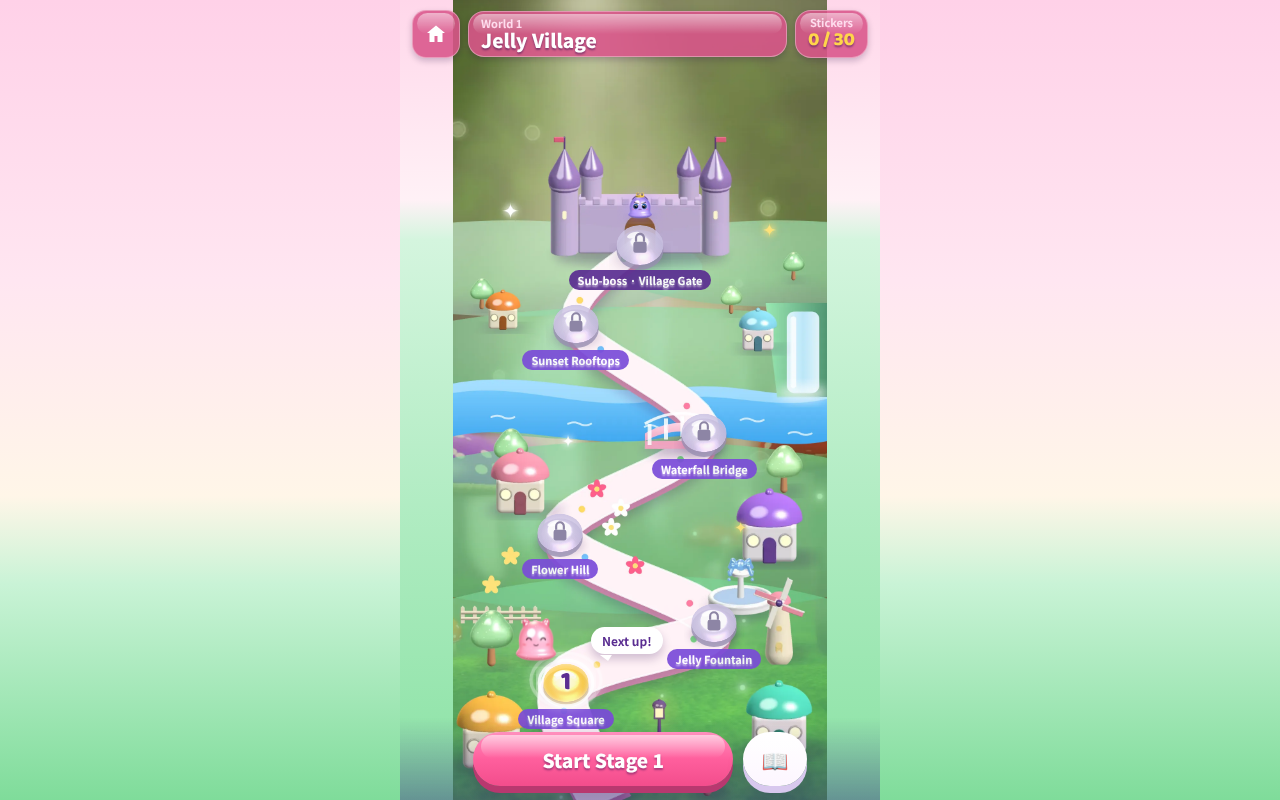 World 1
Jelly Village
Stickers
0 / 30
Sub-boss · Village Gate
Sunset Rooftops
Waterfall Bridge
Flower Hill
Next up!
Jelly Fountain
1
Village Square
Start Stage 1